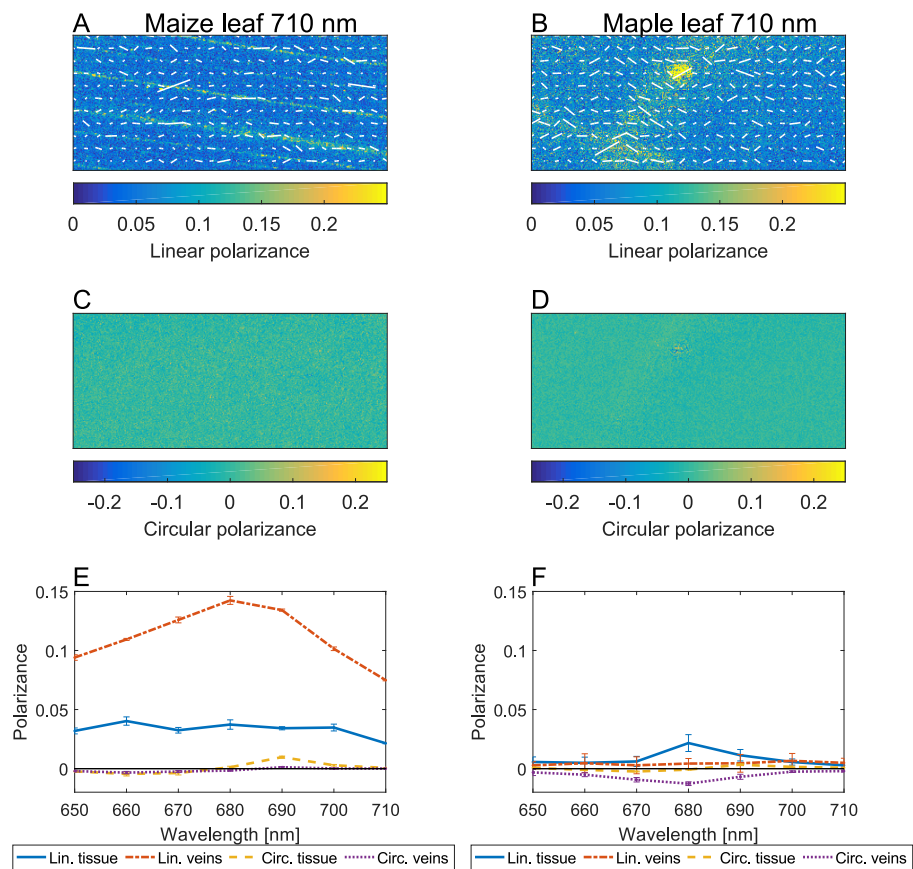 A Maize leaf 710 nm
B Maple leaf 710 nm
0 0.05 0.1 0.15 0.2
Linear polarizance
0 0.05 0.1 0.15 0.2
Linear polarizance
C
D
-0.2 -0.1 0 0.1 0.2
Circular polarizance
-0.2 -0.1 0 0.1 0.2
Circular polarizance
E
0.15
0.1
0.05
0
Polarizance
650 660 670 680 690 700 710
Wavelength [nm]
Lin. tissue Lin. veins Circ. tissue Circ. veins
F
0.15
0.1
0.05
0
Polarizance
650 660 670 680 690 700 710
Wavelength [nm]
Lin. tissue Lin. veins Circ. tissue Circ. veins